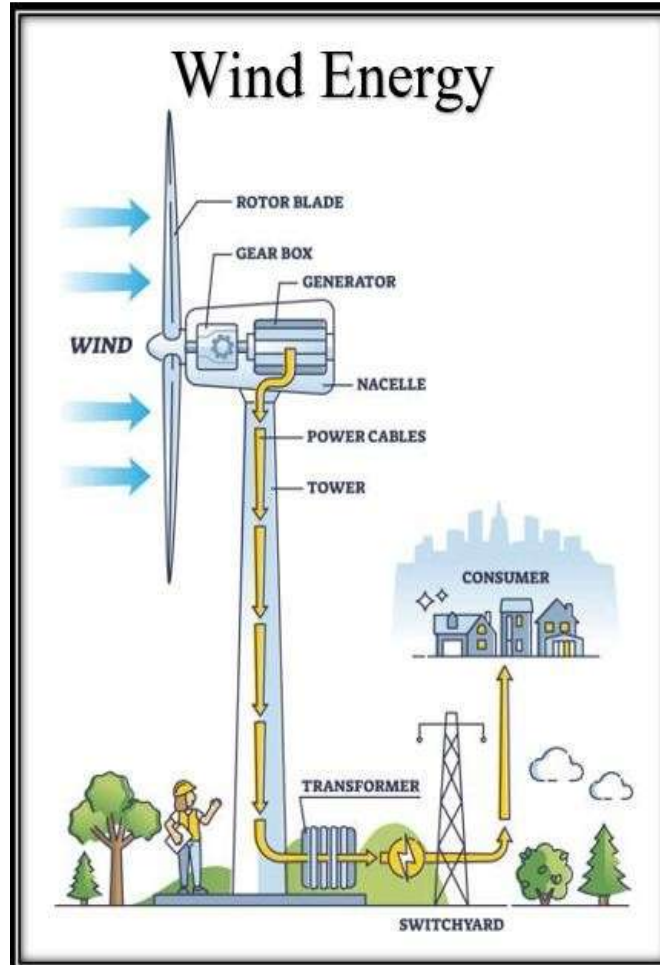 Wind Energy
ROTOR BLADE
GEAR BOX
GENERATOR
WIND
NACELLE
POWER CABLES
TOWER
CONSUMER
TRANSFORMER
SWITCHYARD